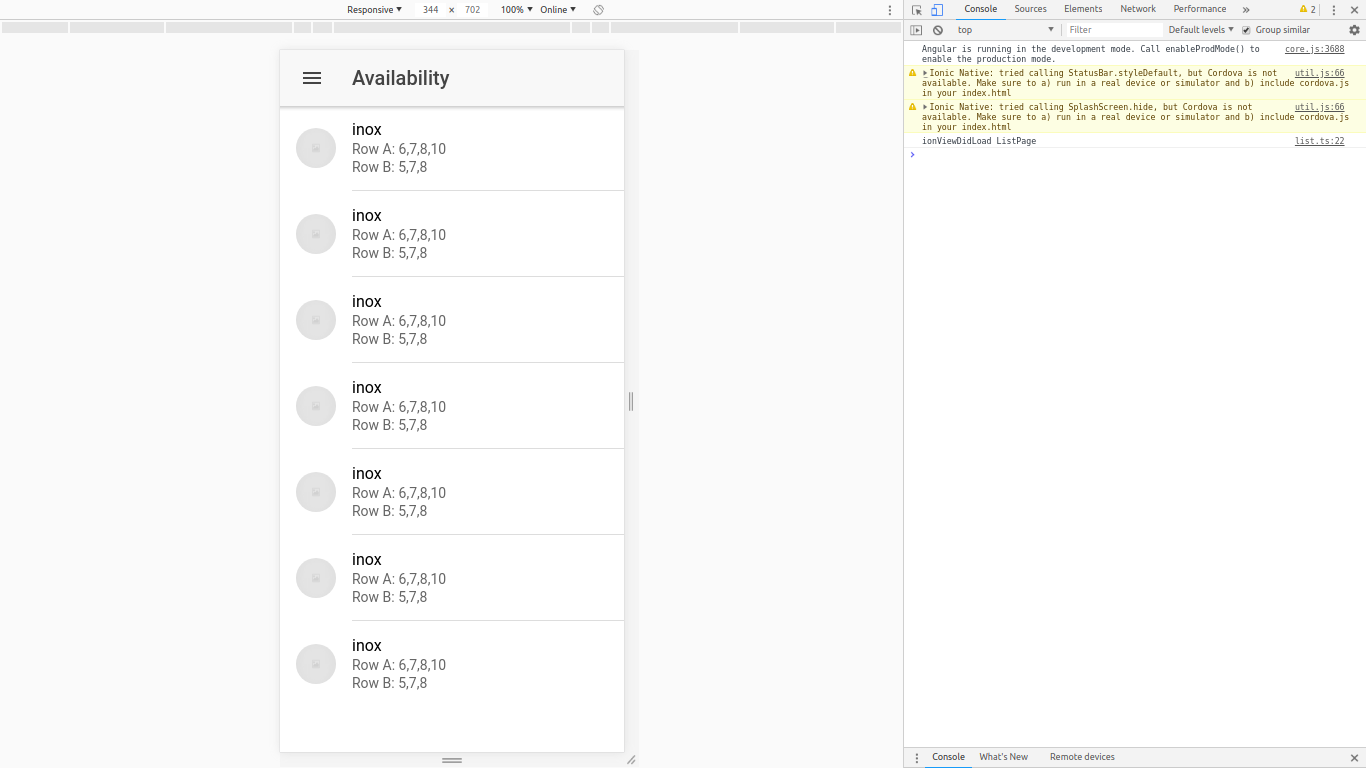 Responsive ▾ 344 × 702 100% ▾ Online ▾
Availability
inox
Row A: 6,7,8,10
Row B: 5,7,8
inox
Row A: 6,7,8,10
Row B: 5,7,8
inox
Row A: 6,7,8,10
Row B: 5,7,8
inox
Row A: 6,7,8,10
Row B: 5,7,8
inox
Row A: 6,7,8,10
Row B: 5,7,8
inox
Row A: 6,7,8,10
Row B: 5,7,8
inox
Row A: 6,7,8,10
Row B: 5,7,8
Console Sources Elements Network Performance » 2
top Filter Default levels ▾ Group similar
Angular is running in the development mode. Call enableProdMode() to core.js:3688
enable the production mode.
Ionic Native: tried calling StatusBar.styleDefault, but Cordova is not util.js:66
available. Make sure to a) run in a real device or simulator and b) include cordova.js
in your index.html
Ionic Native: tried calling SplashScreen.hide, but Cordova is not util.js:66
available. Make sure to a) run in a real device or simulator and b) include cordova.js
in your index.html
ionViewDidLoad ListPage list.ts:22
Console What's New Remote devices